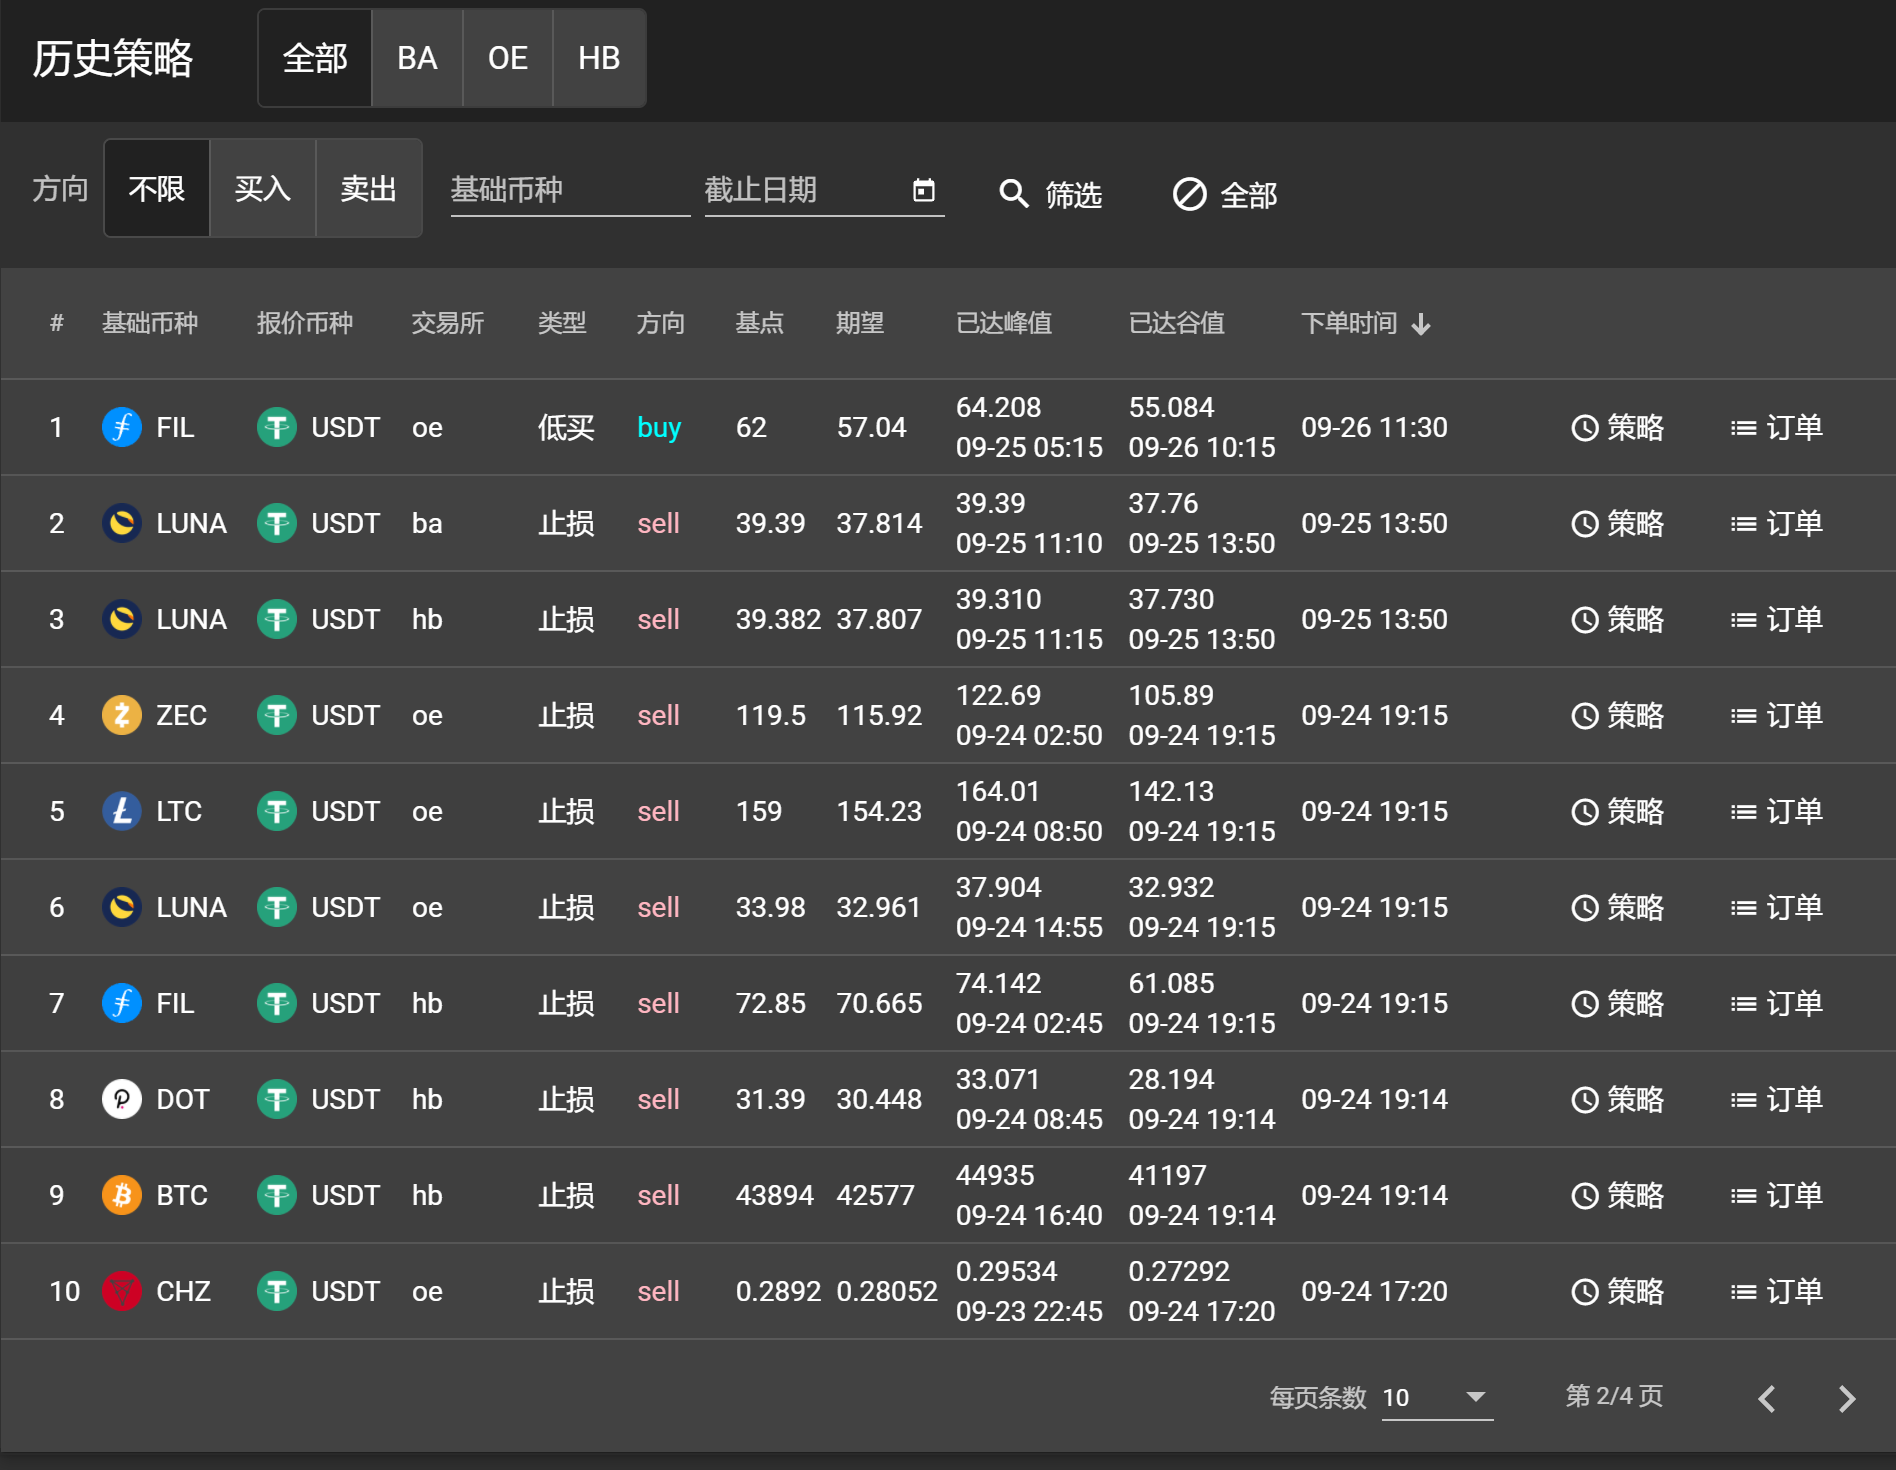 历史策略 全部 BA OE HB
方向 不限 买入 卖出 基础币种 截止日期 筛选 全部
# 基础币种 报价币种 交易所 类型 方向 基点 期望 已达峰值 已达谷值 下单时间
1 FIL USDT oe 低买 buy 62 57.04 64.208 09-25 05:15 55.084 09-26 10:15 09-26 11:30 策略 订单
2 LUNA USDT ba 止损 sell 39.39 37.814 39.39 09-25 11:10 37.76 09-25 13:50 09-25 13:50 策略 订单
3 LUNA USDT hb 止损 sell 39.382 37.807 39.310 09-25 11:15 37.730 09-25 13:50 09-25 13:50 策略 订单
4 ZEC USDT oe 止损 sell 119.5 115.92 122.69 09-24 02:50 105.89 09-24 19:15 09-24 19:15 策略 订单
5 LTC USDT oe 止损 sell 159 154.23 164.01 09-24 08:50 142.13 09-24 19:15 09-24 19:15 策略 订单
6 LUNA USDT oe 止损 sell 33.98 32.961 37.904 09-24 14:55 32.932 09-24 19:15 09-24 19:15 策略 订单
7 FIL USDT hb 止损 sell 72.85 70.665 74.142 09-24 02:45 61.085 09-24 19:15 09-24 19:15 策略 订单
8 DOT USDT hb 止损 sell 31.39 30.448 33.071 09-24 08:45 28.194 09-24 19:14 09-24 19:14 策略 订单
9 BTC USDT hb 止损 sell 43894 42577 44935 09-24 16:40 41197 09-24 19:14 09-24 19:14 策略 订单
10 CHZ USDT oe 止损 sell 0.2892 0.28052 0.29534 09-23 22:45 0.27292 09-24 17:20 09-24 17:20 策略 订单
每页条数 10 第 2/4 页